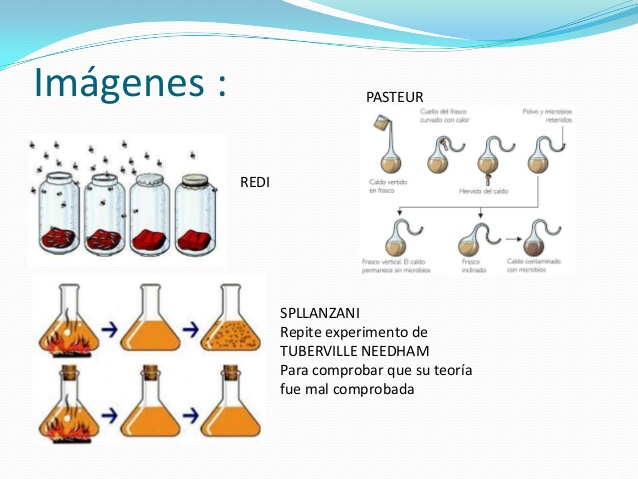 Imágenes :
PASTEUR
Cuello del frasco
curvado con calor
Polvo y microbios
retenidos
Caldo vertido
en frasco
Hervido del caldo
Frasco vertical. El caldo
permanece sin microbios
Frasco
inclinado
Caldo contaminado
con microbios
REDI
SPLLANZANI
Repite experimento de
TUBERVILLE NEEDHAM
Para comprobar que su teoría
fue mal comprobada